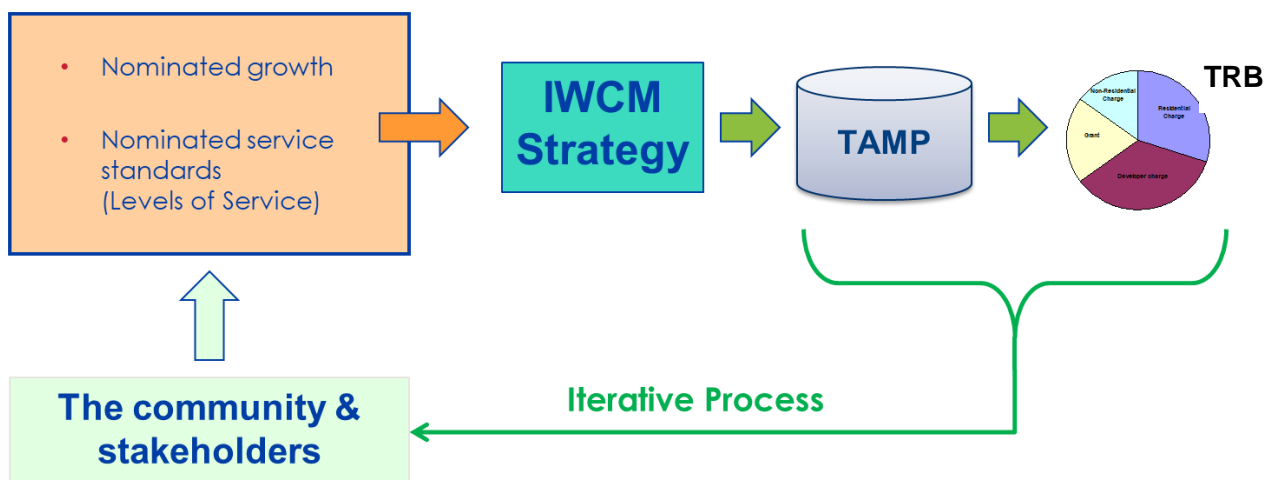 • Nominated growth
• Nominated service
standards
(Levels of Service)
IWCM
Strategy
TAMP
TRB
Non-Residential
Charge
Residential
Charge
Grant
Developer charge
The community &
stakeholders
Iterative Process